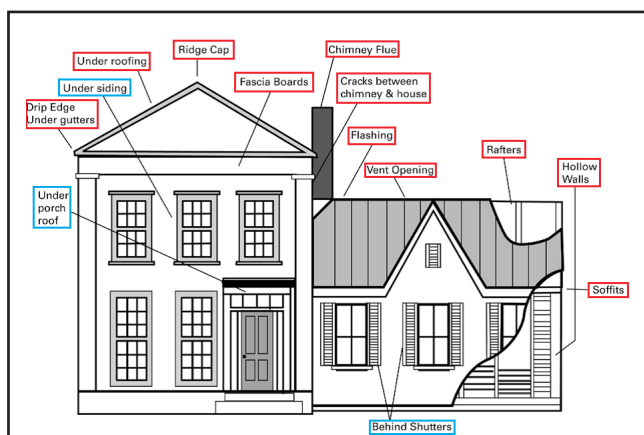 Ridge Cap
Chimney Flue
Under roofing
Fascia Boards
Cracks between
chimney & house
Under siding
Drip Edge
Under gutters
Flashing
Rafters
Hollow
Walls
Vent Opening
Under
porch
roof
Soffits
Behind Shutters